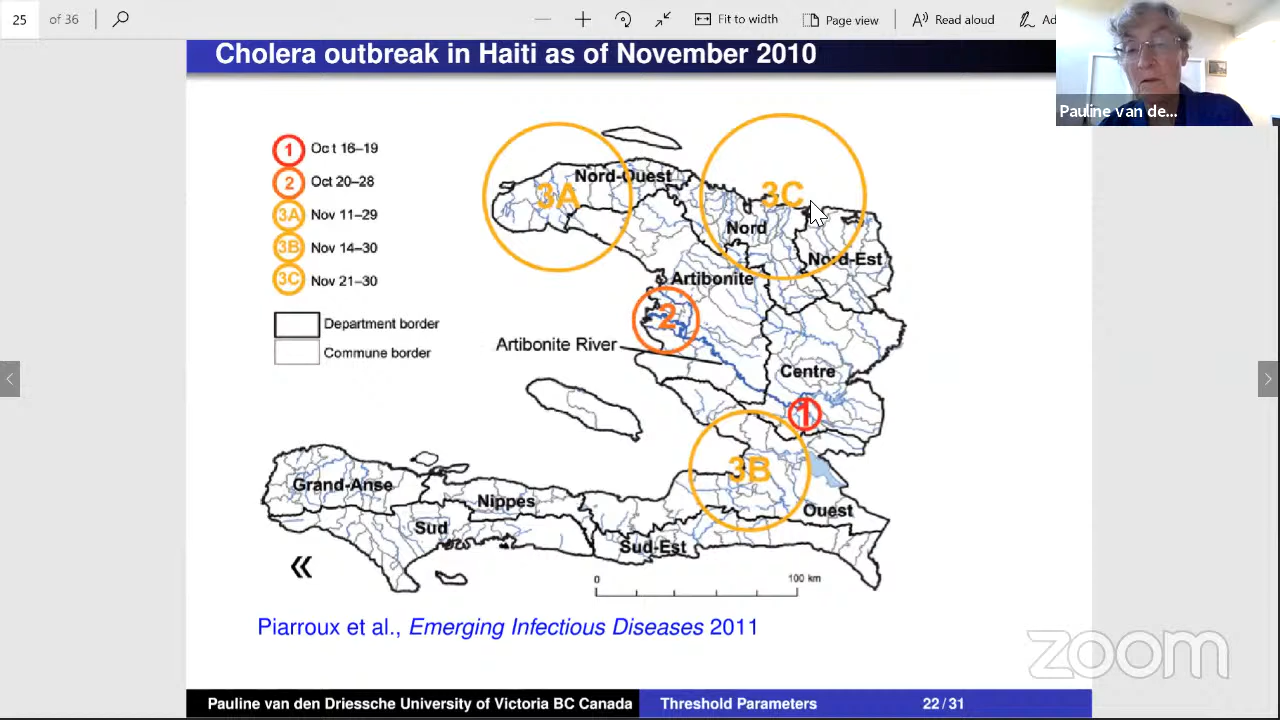 25 of 36
Fit to width
Page view
Read aloud
Ad
Pauline van de...
Cholera outbreak in Haiti as of November 2010
1 Oct 16–19
2 Oct 20–28
3A Nov 11–29
3B Nov 14–30
3C Nov 21–30
Department border
Commune border
Nord-Ouest
3A
3C
Nord
Nord-Est
Artibonite
2
Artibonite River
Centre
1
3B
Grand-Anse
Nippes
Ouest
Sud
Sud-Est
«
0
100 km
Piarroux et al., Emerging Infectious Diseases 2011
zoom
Pauline van den Driessche University of Victoria BC Canada
Threshold Parameters
22 / 31